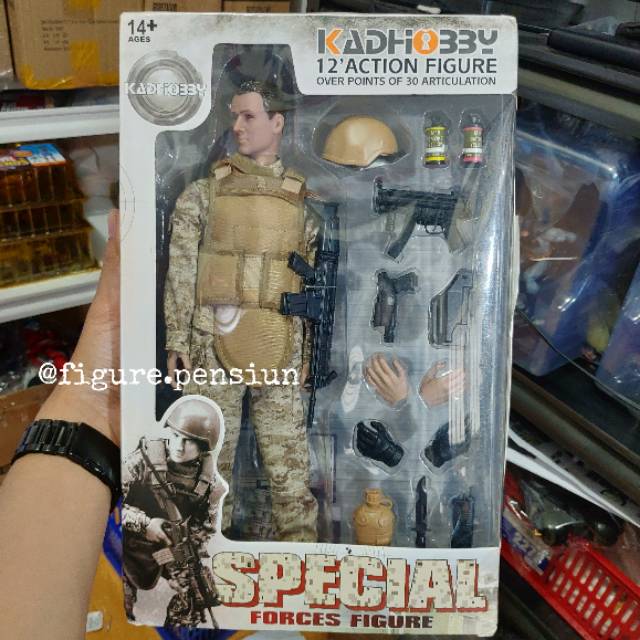 14+
AGES
KADHOBBY
12'ACTION FIGURE
OVER POINTS OF 30 ARTICULATION
KADHOBBY
@figure.pensiun
SPECIAL
FORCES FIGURE